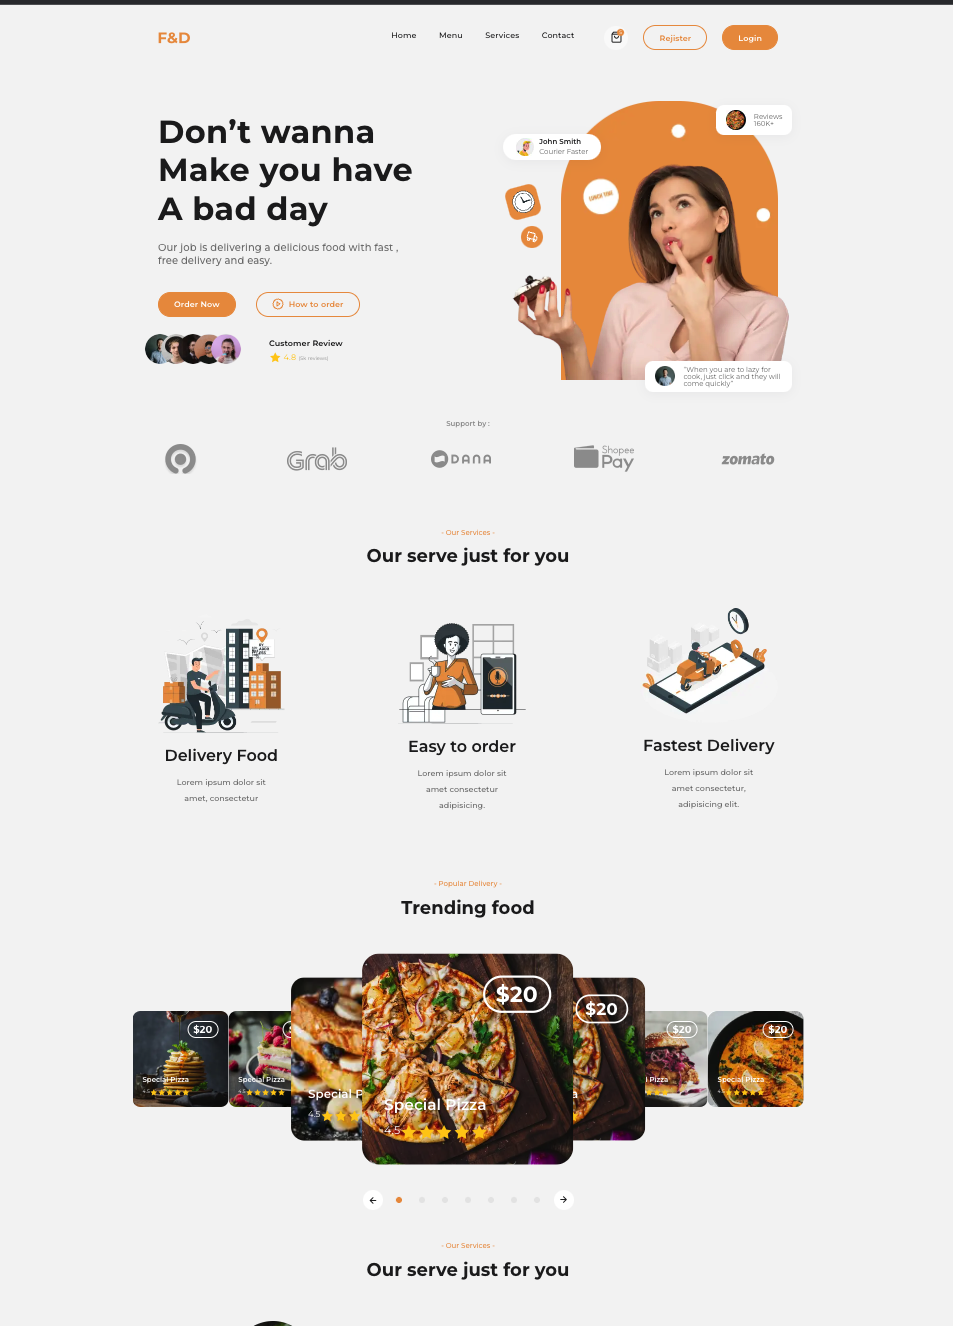 F&D
Home Menu Services Contact
Rejister
Login
Don't wanna
Make you have
A bad day
Our job is delivering a delicious food with fast ,
free delivery and easy.
Order Now
How to order
Customer Review
4.8
Reviews
160K+
John Smith
Courier Faster
LUNCH TIME
"When you are to lazy for
cook, just click and they will
come quickly"
Support by :
Grab
DANA
Shopee
Pay
zomato
- Our Services -
Our serve just for you
Delivery Food
Lorem ipsum dolor sit
amet, consectetur
Easy to order
Lorem ipsum dolor sit
amet consectetur
adipisicing.
Fastest Delivery
Lorem ipsum dolor sit
amet consectetur,
adipisicing elit.
- Popular Delivery -
Trending food
$20
Special Pizza
4.5
Special Pizza
4.5
Special P
4.5
$20
Special Pizza
4.5
$20
a
$20
l Pizza
$20
Special Pizza
4.5
- Our Services -
Our serve just for you